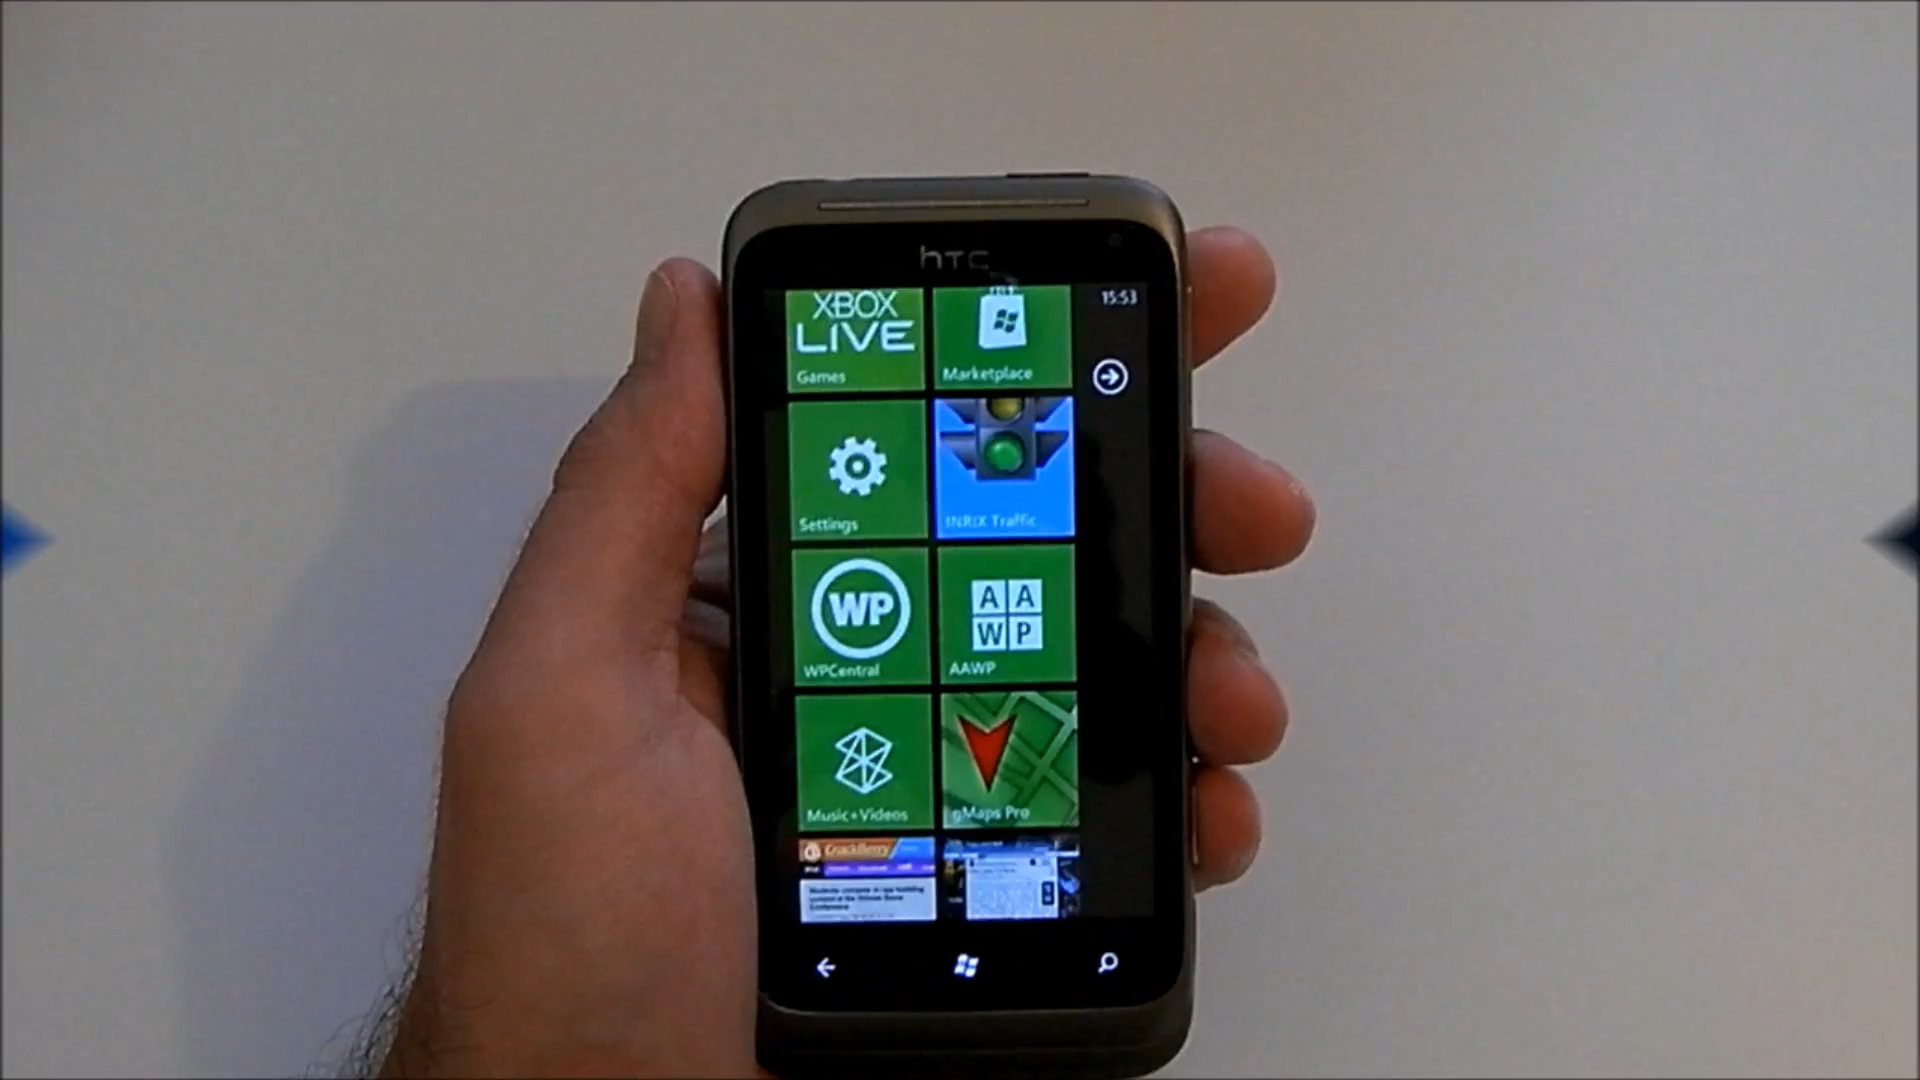 hTC
15:53
XBOX
LIVE
Games
Marketplace
Settings
INRIX Traffic
WP
WPCentral
A A
W P
AAWP
Music+Videos
gMaps Pro
CrackBerry